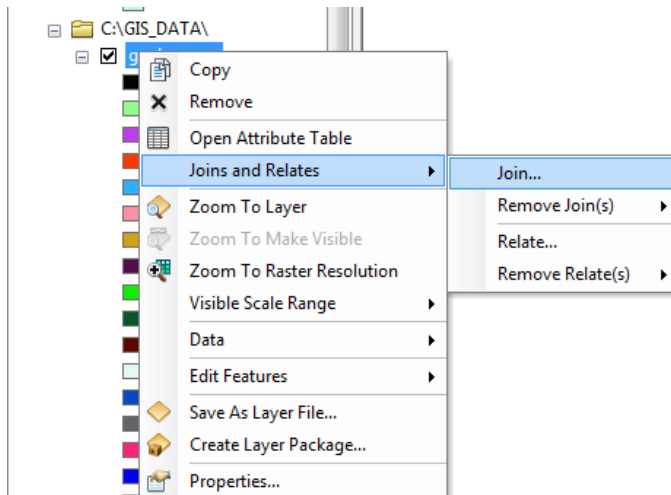 C:\GIS_DATA\
Copy
Remove
Open Attribute Table
Joins and Relates
Join...
Zoom To Layer
Remove Join(s)
Zoom To Make Visible
Relate...
Zoom To Raster Resolution
Remove Relate(s)
Visible Scale Range
Data
Edit Features
Save As Layer File...
Create Layer Package...
Properties...